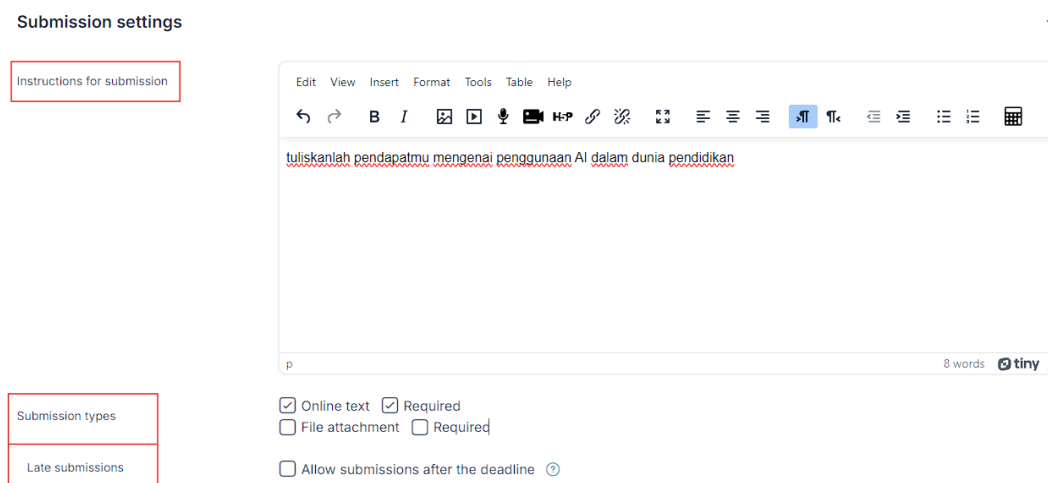 Submission settings
Instructions for submission
Edit View Insert Format Tools Table Help
B I H-P
tuliskanlah pendapatmu mengenai penggunaan AI dalam dunia pendidikan
p 8 words tiny
Submission types
Online text Required
File attachment Required
Late submissions
Allow submissions after the deadline ?